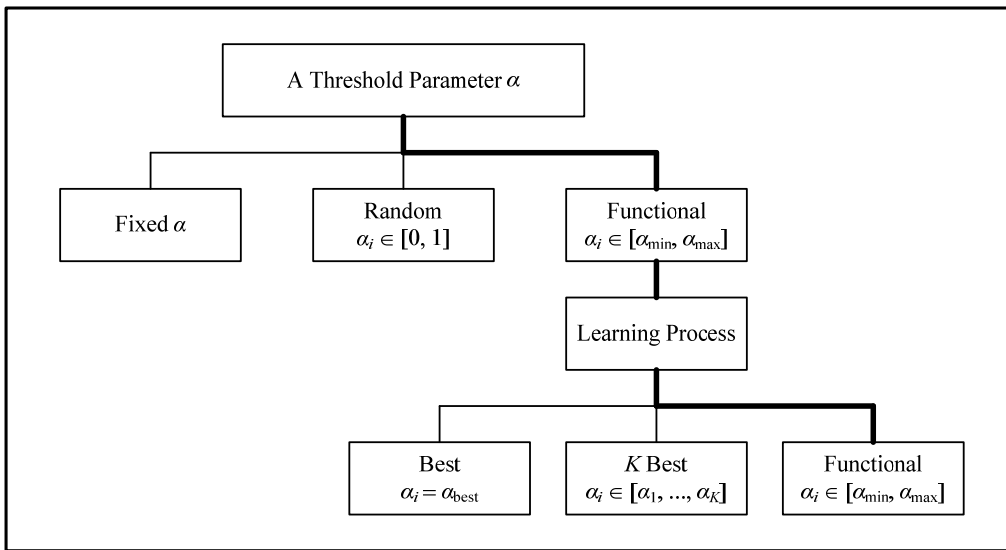 A Threshold Parameter α
Fixed α
Random
αi ∈ [0, 1]
Functional
αi ∈ [αmin, αmax]
Learning Process
Best
αi = αbest
K Best
αi ∈ [α1, ..., αK]
Functional
αi ∈ [αmin, αmax]